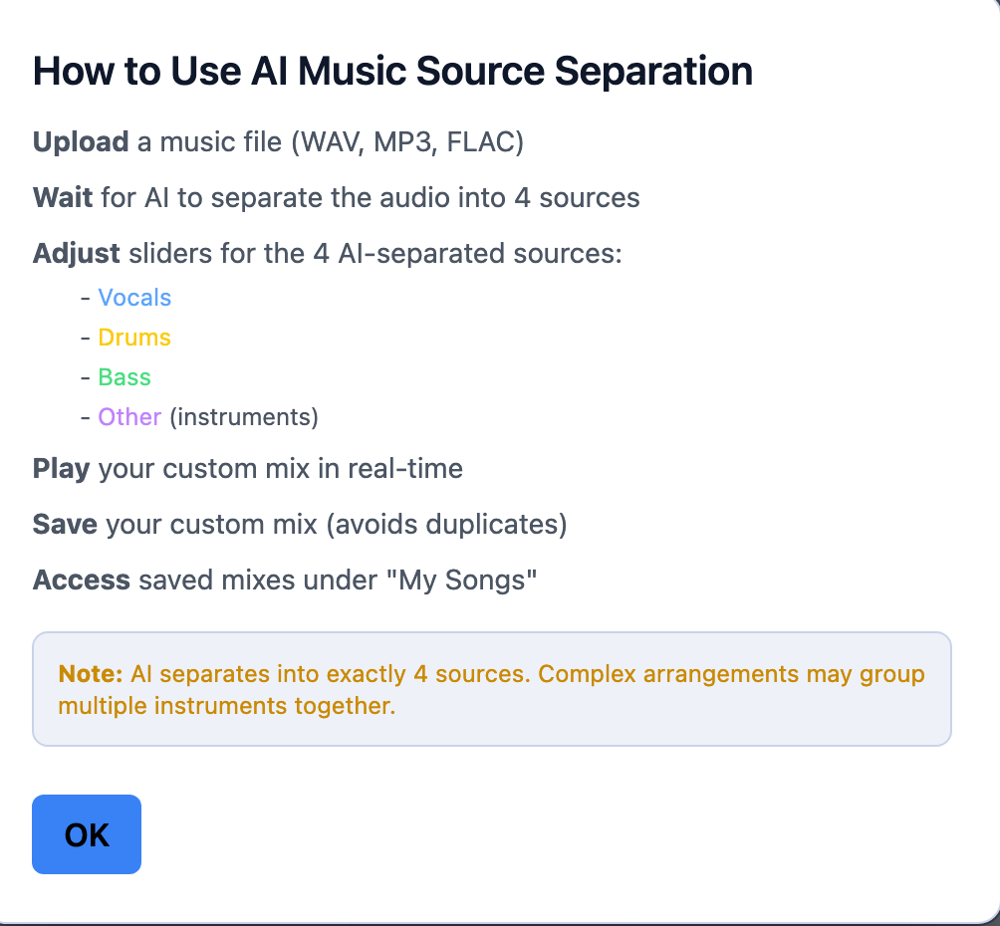 How to Use AI Music Source Separation
Upload a music file (WAV, MP3, FLAC)
Wait for AI to separate the audio into 4 sources
Adjust sliders for the 4 AI-separated sources:
- Vocals
- Drums
- Bass
- Other (instruments)
Play your custom mix in real-time
Save your custom mix (avoids duplicates)
Access saved mixes under "My Songs"
Note: AI separates into exactly 4 sources. Complex arrangements may group
multiple instruments together.
OK